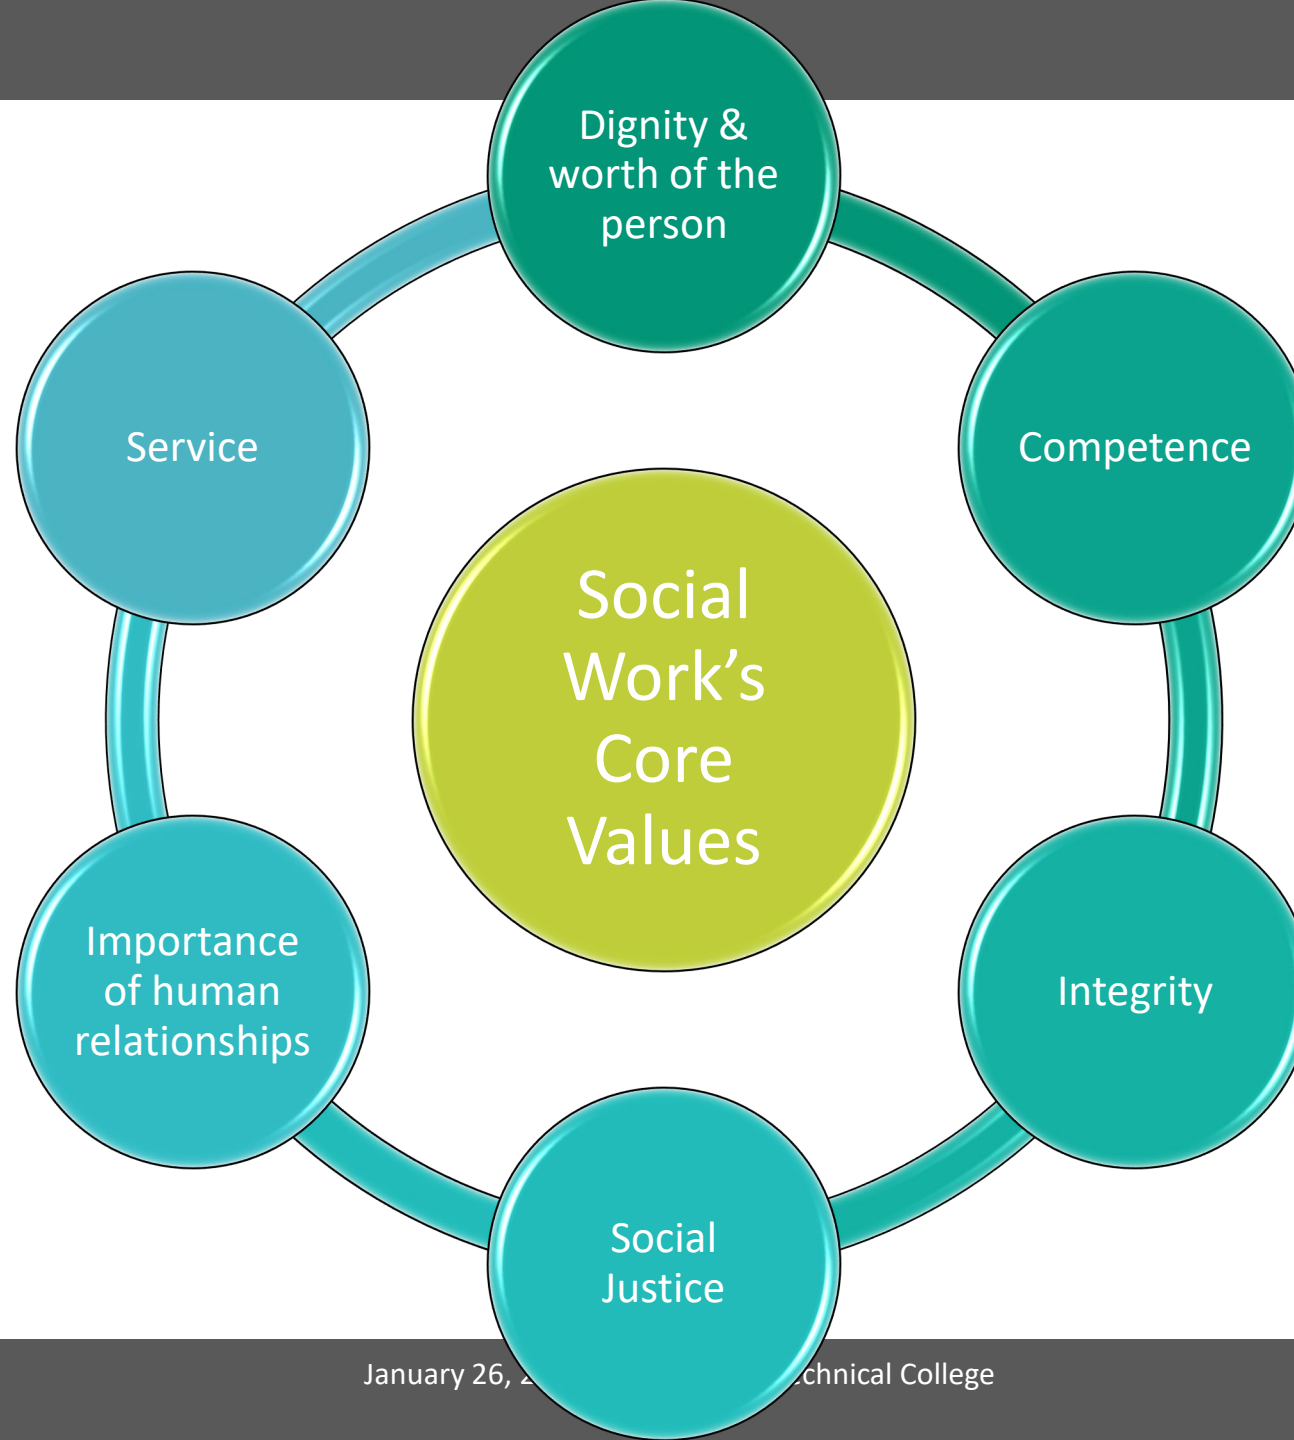 Dignity &
worth of the
person
Service
Competence
Social
Work’s
Core
Values
Importance
of human
relationships
Integrity
Social
Justice
January 26, College